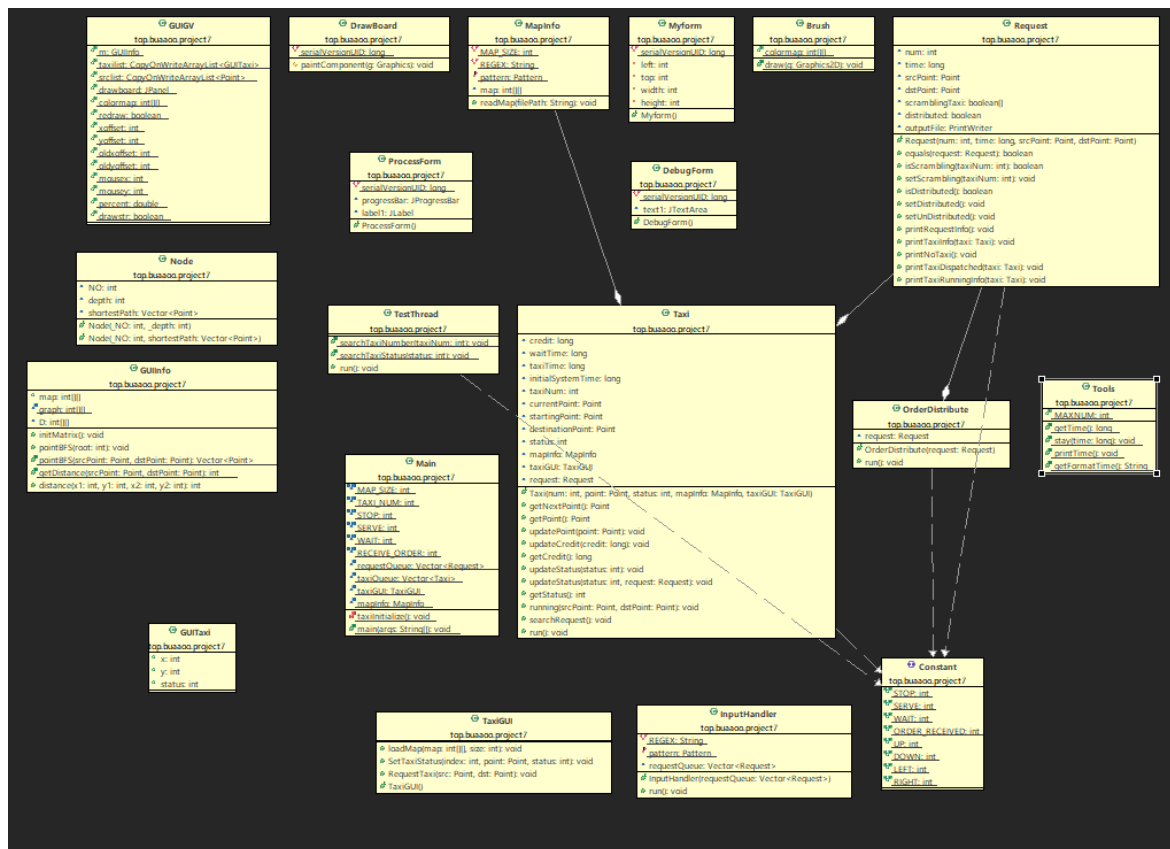 GUIGV
top.buaaoo.project7
m: GUIInfo
taxilist: CopyOnWriteArrayList<GUITaxi>
srclist: CopyOnWriteArrayList<Point>
drawboard: JPanel
colormap: int[][]
redraw: boolean
xoffset: int
yoffset: int
oldxoffset: int
oldyoffset: int
mousex: int
mousey: int
percent: double
drawstr: boolean
DrawBoard
top.buaaoo.project7
serialVersionUID: long
paintComponent(g: Graphics): void
MapInfo
top.buaaoo.project7
MAP_SIZE: int
REGEX: String
pattern: Pattern
map: int[][]
readMap(filePath: String): void
Myform
top.buaaoo.project7
serialVersionUID: long
left: int
top: int
width: int
height: int
Myform()
Brush
top.buaaoo.project7
colormap: int[][]
draw(g: Graphics2D): void
Request
top.buaaoo.project7
num: int
time: long
srcPoint: Point
dstPoint: Point
scramblingTaxi: boolean[]
distributed: boolean
outputFile: PrintWriter
Request(num: int, time: long, srcPoint: Point, dstPoint: Point)
equals(request: Request): boolean
isScrambling(taxiNum: int): boolean
setScrambling(taxiNum: int): void
isDistributed(): boolean
setDistributed(): void
setUnDistributed(): void
printRequestInfo(): void
printTaxiInfo(taxi: Taxi): void
printNoTaxi(): void
printTaxiDispatched(taxi: Taxi): void
printTaxiRunningInfo(taxi: Taxi): void
ProcessForm
top.buaaoo.project7
serialVersionUID: long
progressBar: JProgressBar
label1: JLabel
ProcessForm()
DebugForm
top.buaaoo.project7
serialVersionUID: long
text1: JTextArea
DebugForm()
Node
top.buaaoo.project7
NO: int
depth: int
shortestPath: Vector<Point>
Node(_NO: int, _depth: int)
Node(_NO: int, shortestPath: Vector<Point>)
TestThread
top.buaaoo.project7
searchTaxiNumber(taxiNum: int): void
searchTaxiStatus(status: int): void
run(): void
Taxi
top.buaaoo.project7
credit: long
waitTime: long
taxiTime: long
initialSystemTime: long
taxiNum: int
currentPoint: Point
startingPoint: Point
destinationPoint: Point
status: int
mapInfo: MapInfo
taxiGUI: TaxiGUI
request: Request
Taxi(num: int, point: Point, status: int, mapInfo: MapInfo, taxiGUI: TaxiGUI)
getNextPoint(): Point
getPoint(): Point
updatePoint(point: Point): void
updateCredit(credit: long): void
getCredit(): long
updateStatus(status: int): void
updateStatus(status: int, request: Request): void
getStatus(): int
running(srcPoint: Point, dstPoint: Point): void
searchRequest(): void
run(): void
GUIInfo
top.buaaoo.project7
map: int[][]
graph: int[][]
D: int[][]
initMatrix(): void
pointBFS(root: int): void
pointBFS(srcPoint: Point, dstPoint: Point): Vector<Point>
getDistance(srcPoint: Point, dstPoint: Point): int
distance(x1: int, y1: int, x2: int, y2: int): int
OrderDistribute
top.buaaoo.project7
request: Request
OrderDistribute(request: Request)
run(): void
Tools
top.buaaoo.project7
MAXNUM: int
getTime(): long
stay(time: long): void
printTime(): void
getFormatTime(): String
Main
top.buaaoo.project7
MAP_SIZE: int
TAXI_NUM: int
STOP: int
SERVE: int
WAIT: int
RECEIVE_ORDER: int
requestQueue: Vector<Request>
taxiQueue: Vector<Taxi>
taxiGUI: TaxiGUI
mapInfo: MapInfo
taxiInitialize(): void
main(args: String[]): void
GUITaxi
top.buaaoo.project7
x: int
y: int
status: int
Constant
top.buaaoo.project7
STOP: int
SERVE: int
WAIT: int
ORDER_RECEIVED: int
UP: int
DOWN: int
LEFT: int
RIGHT: int
TaxiGUI
top.buaaoo.project7
loadMap(map: int[][], size: int): void
SetTaxiStatus(index: int, point: Point, status: int): void
RequestTaxi(src: Point, dst: Point): void
TaxiGUI()
InputHandler
top.buaaoo.project7
REGEX: String
pattern: Pattern
requestQueue: Vector<Request>
InputHandler(requestQueue: Vector<Request>)
run(): void